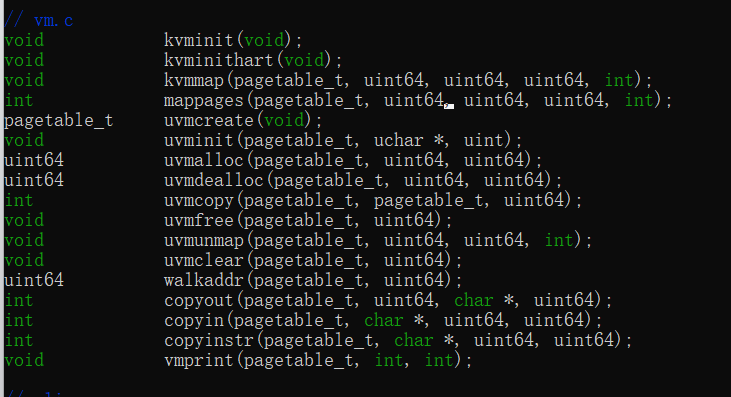 // vm.c
void            kvminit(void);
void            kvminithart(void);
void            kvmmap(pagetable_t, uint64, uint64, uint64, int);
int             mappages(pagetable_t, uint64, uint64, uint64, int);
pagetable_t     uvmcreate(void);
void            uvminit(pagetable_t, uchar *, uint);
uint64          uvmalloc(pagetable_t, uint64, uint64);
uint64          uvmdealloc(pagetable_t, uint64, uint64);
int             uvmcopy(pagetable_t, pagetable_t, uint64);
void            uvmfree(pagetable_t, uint64);
void            uvmunmap(pagetable_t, uint64, uint64, int);
void            uvmclear(pagetable_t, uint64);
uint64          walkaddr(pagetable_t, uint64);
int             copyout(pagetable_t, uint64, char *, uint64);
int             copyin(pagetable_t, char *, uint64, uint64);
int             copyinstr(pagetable_t, char *, uint64, uint64);
void            vmprint(pagetable_t, int, int);